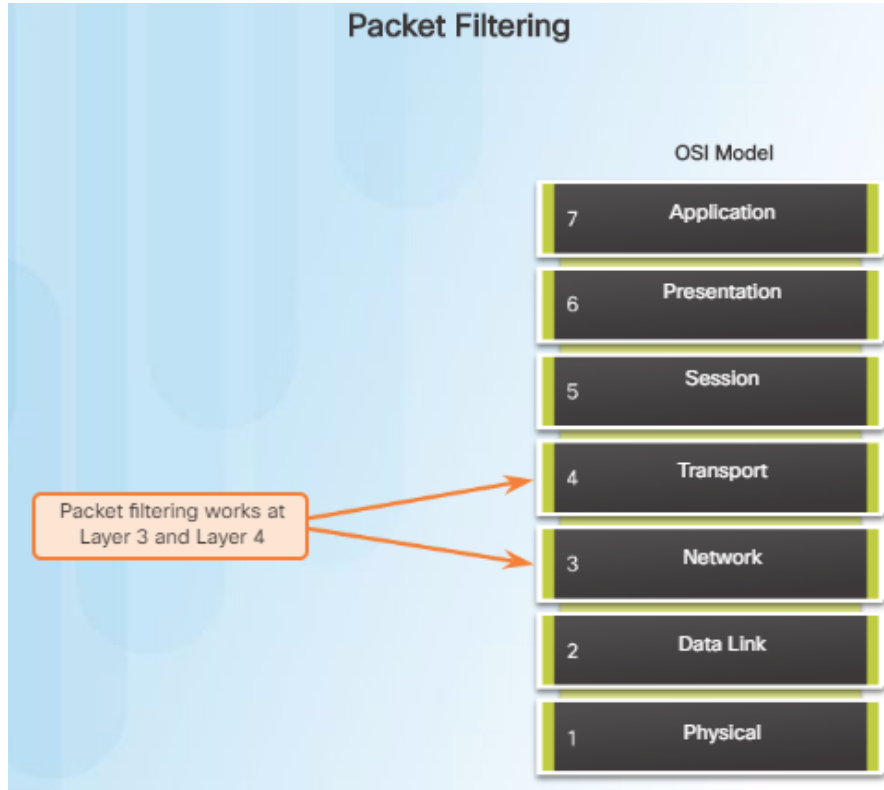 Packet Filtering
OSI Model
7 Application
6 Presentation
5 Session
4 Transport
Packet filtering works at
Layer 3 and Layer 4
3 Network
2 Data Link
1 Physical